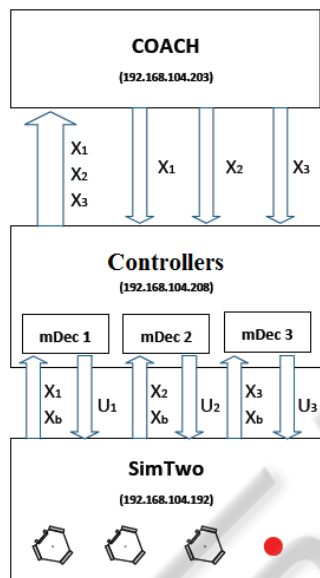 COACH
(192.168.104.203)
X1
X2
X3
X1
X2
X3
Controllers
(192.168.104.208)
mDec 1
mDec 2
mDec 3
X1
Xb
U1
X2
Xb
U2
X3
Xb
U3
SimTwo
(192.168.104.192)